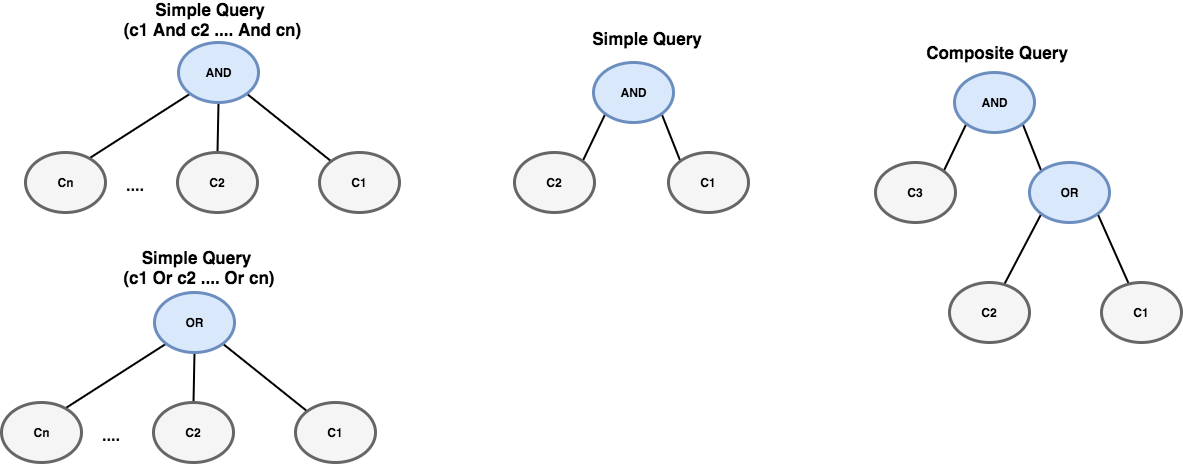 Simple Query
(c1 And c2 .... And cn)
AND
Cn
....
C2
C1
Simple Query
AND
C2
C1
Composite Query
AND
C3
OR
C2
C1
Simple Query
(c1 Or c2 .... Or cn)
OR
Cn
....
C2
C1